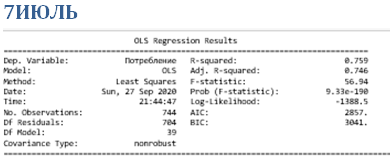 7ИЮЛЬ
OLS Regression Results
Dep. Variable: Потребление R-squared: 0.759
Model: OLS Adj. R-squared: 0.746
Method: Least Squares F-statistic: 56.94
Date: Sun, 27 Sep 2020 Prob (F-statistic): 9.33e-190
Time: 21:44:47 Log-Likelihood: -1388.5
No. Observations: 744 AIC: 2857.
Df Residuals: 704 BIC: 3041.
Df Model: 39
Covariance Type: nonrobust